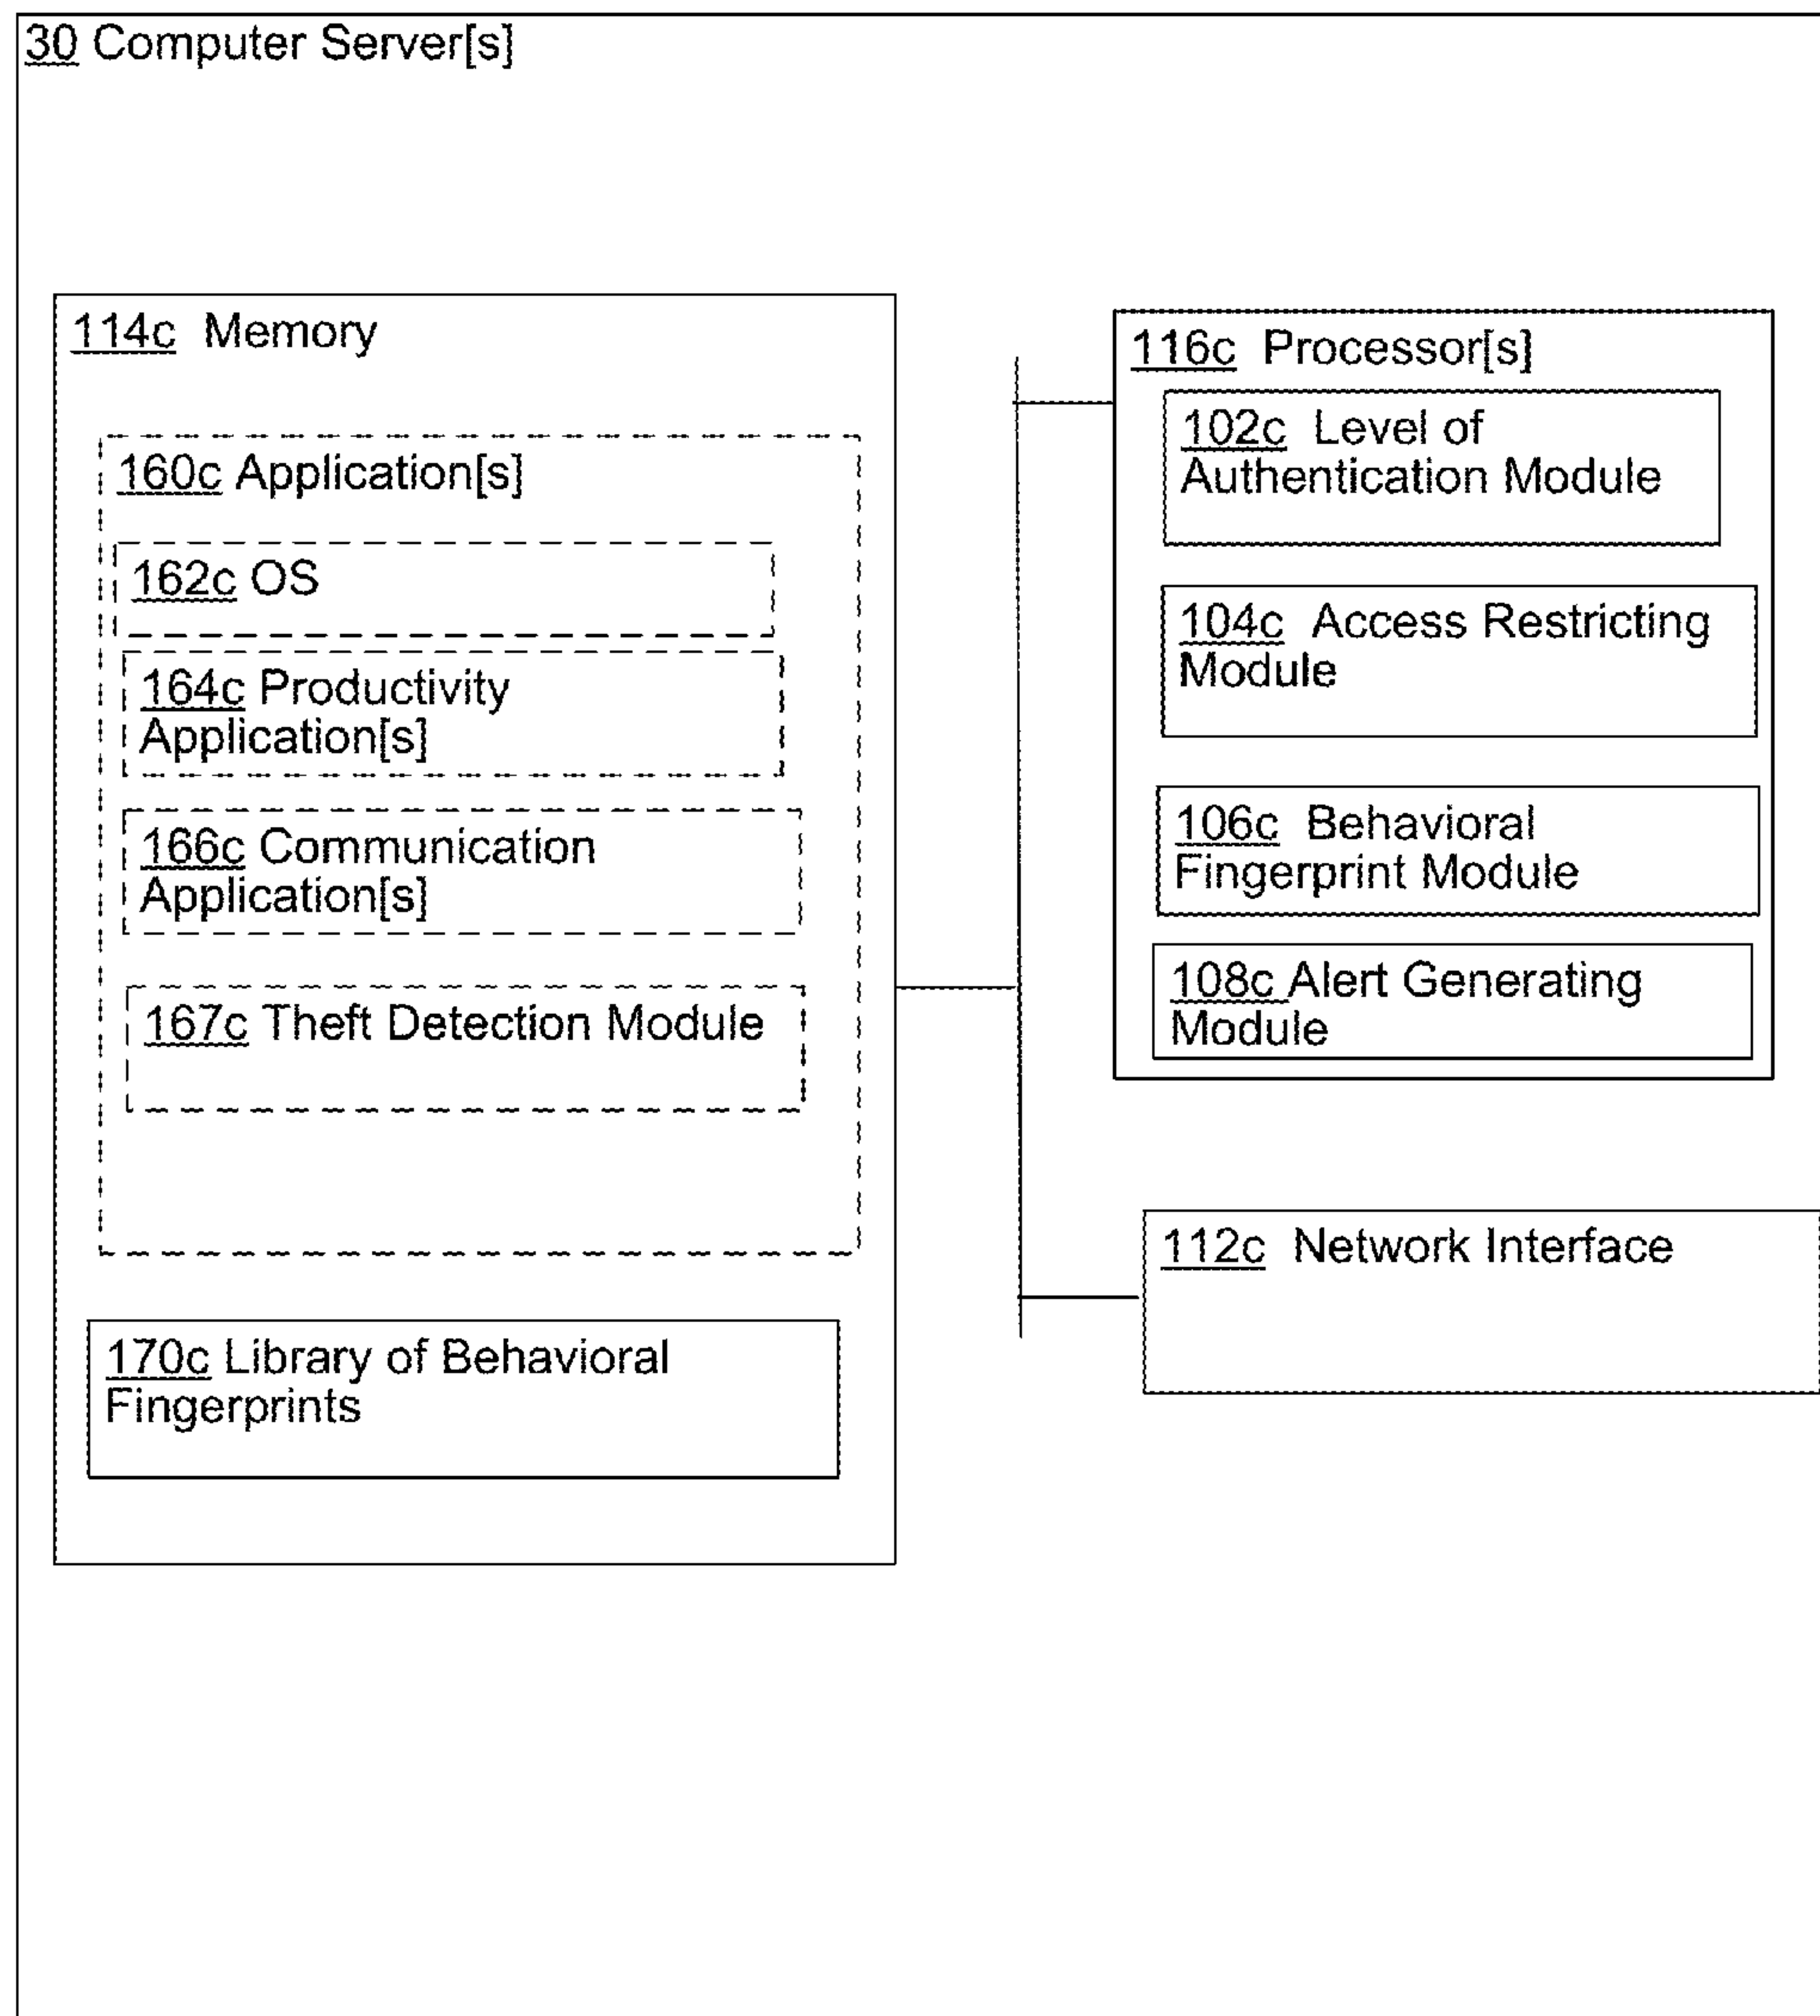 30 Computer Server[s]
114c Memory
160c Application[s]
162c OS
164c Productivity
Application[s]
166c Communication
Application[s]
167c Theft Detection Module
170c Library of Behavioral
Fingerprints
116c Processor[s]
102c Level of
Authentication Module
104c Access Restricting
Module
106c Behavioral
Fingerprint Module
108c Alert Generating
Module
112c Network Interface